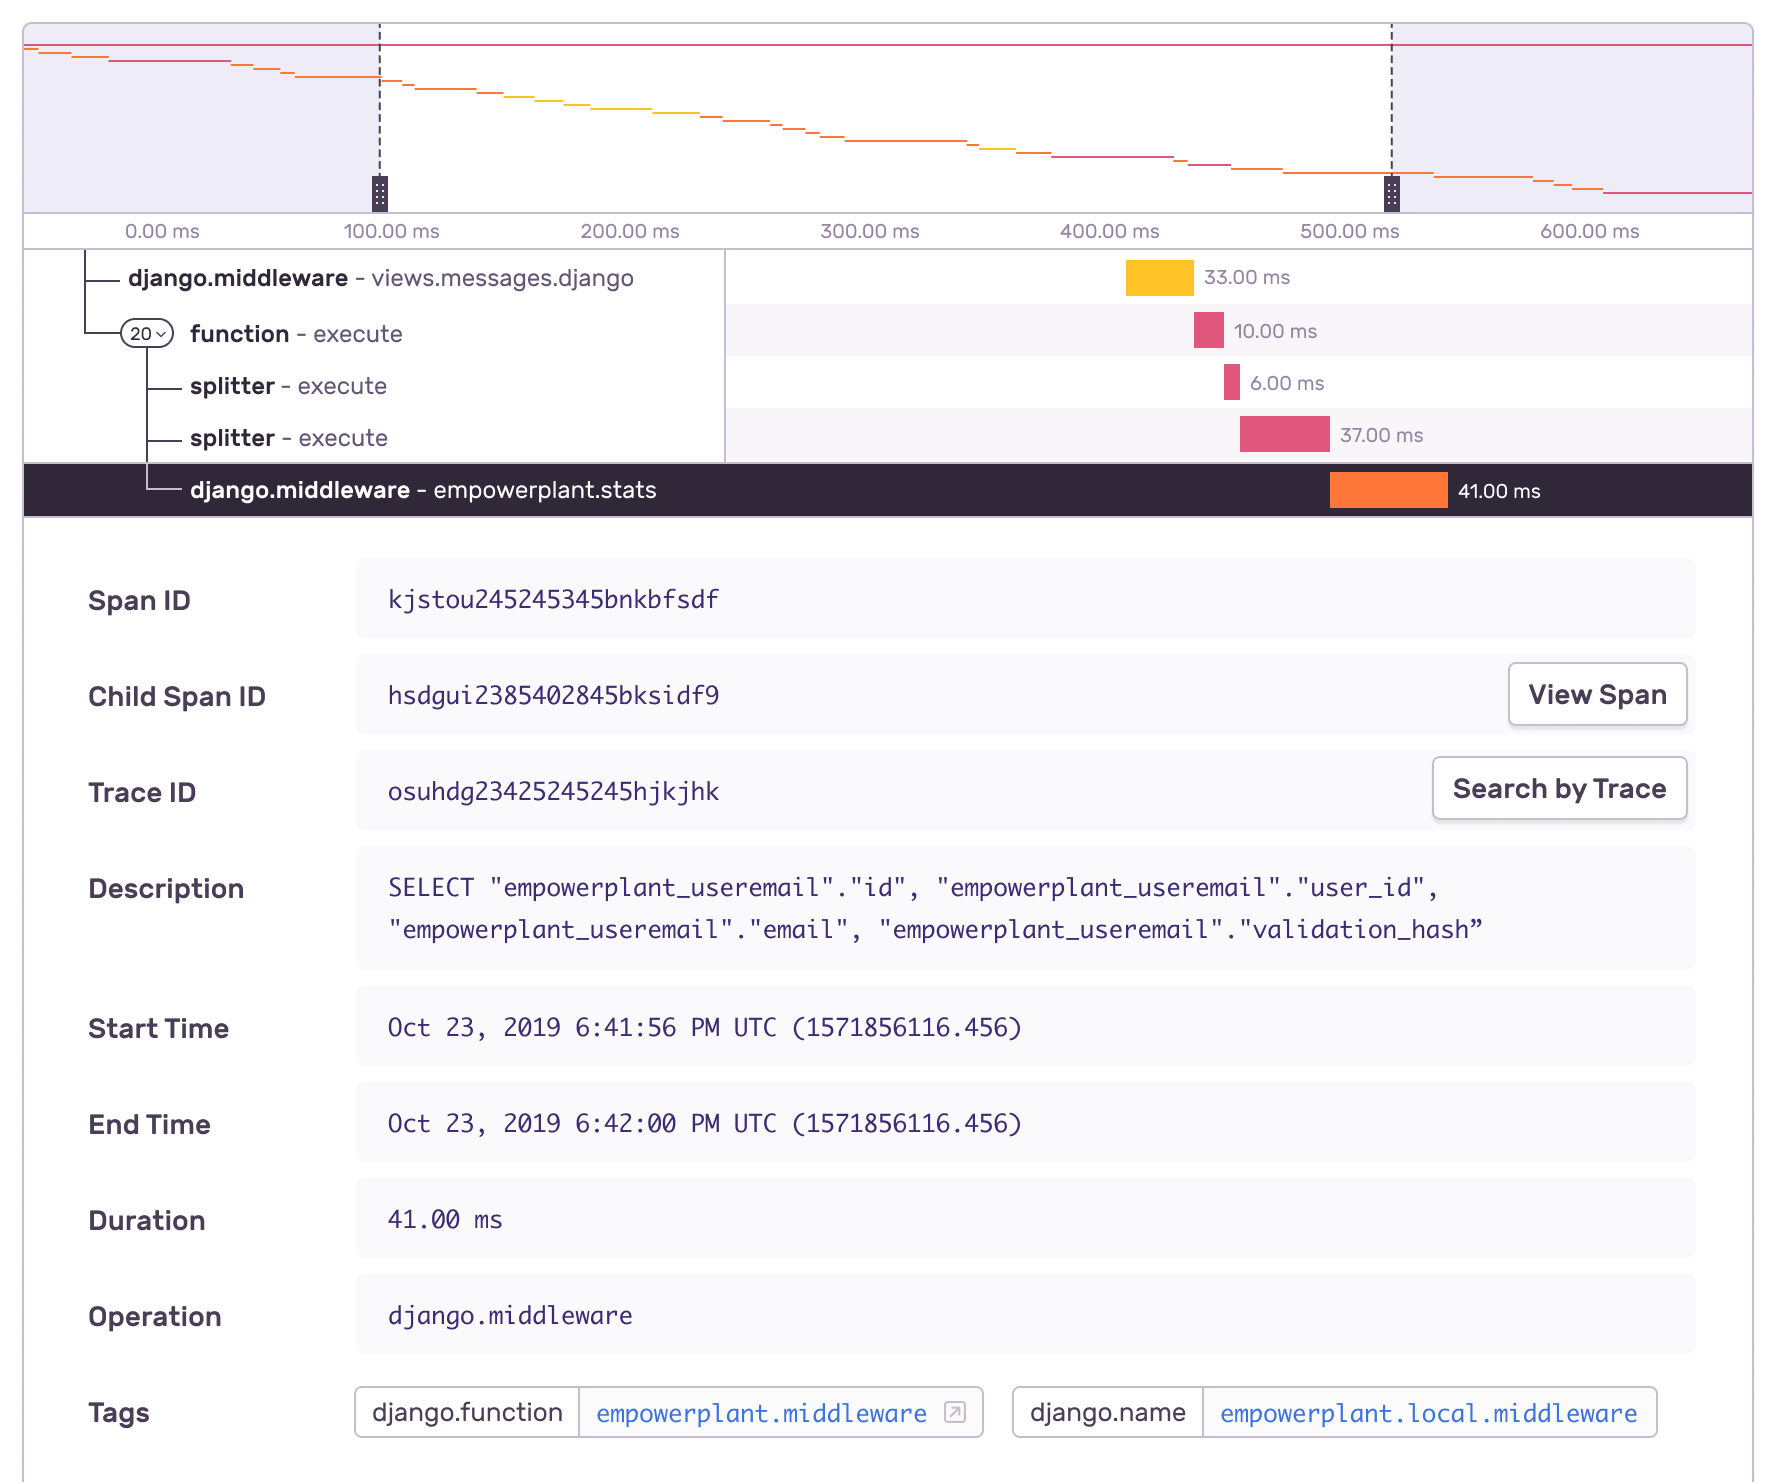 0.00 ms 100.00 ms 200.00 ms 300.00 ms 400.00 ms 500.00 ms 600.00 ms
django.middleware - views.messages.django 33.00 ms
20 function - execute 10.00 ms
splitter - execute 6.00 ms
splitter - execute 37.00 ms
django.middleware - empowerplant.stats 41.00 ms
Span ID kjstou245245345bnkbfsdf
Child Span ID hsdgui2385402845bksidf9 View Span
Trace ID osuhdg23425245245hjkjhk Search by Trace
Description SELECT "empowerplant_useremail"."id", "empowerplant_useremail"."user_id",
"empowerplant_useremail"."email", "empowerplant_useremail"."validation_hash”
Start Time Oct 23, 2019 6:41:56 PM UTC (1571856116.456)
End Time Oct 23, 2019 6:42:00 PM UTC (1571856116.456)
Duration 41.00 ms
Operation django.middleware
Tags django.function empowerplant.middleware django.name empowerplant.local.middleware